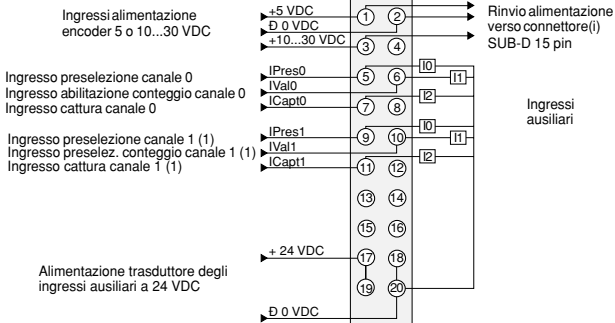 Ingressi alimentazione
encoder 5 o 10...30 VDC
+5 VDC
Ð 0 VDC
+10...30 VDC
1 2
3 4
Rinvio alimentazione
verso connettore(i)
SUB-D 15 pin
Ingresso preselezione canale 0
Ingresso abilitazione conteggio canale 0
Ingresso cattura canale 0
IPres0
IVal0
ICapt0
5 6
7 8
I0
I1
I2
Ingressi
ausiliari
Ingresso preselezione canale 1 (1)
Ingresso preselez. conteggio canale 1 (1)
Ingresso cattura canale 1 (1)
IPres1
IVal1
ICapt1
9 10
11 12
I0
I1
I2
13 14
15 16
+ 24 VDC
17 18
Alimentazione trasduttore degli
ingressi ausiliari a 24 VDC
19 20
Ð 0 VDC